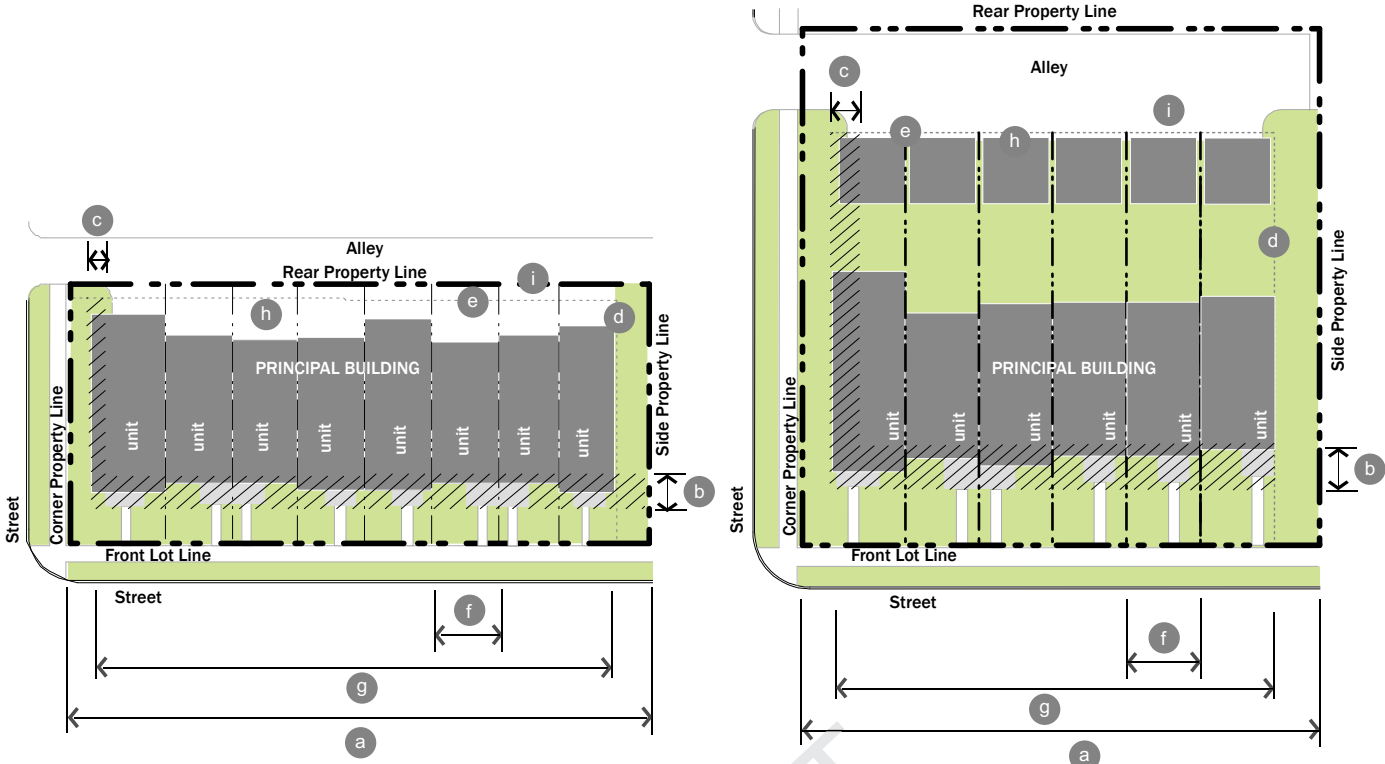 c
Alley
Rear Property Line
i
h
e
d
PRINCIPAL BUILDING
unit
unit
unit
unit
unit
unit
unit
unit
Street
Corner Property Line
Side Property Line
b
Front Lot Line
Street
f
g
a
Rear Property Line
Alley
c
i
e
h
d
PRINCIPAL BUILDING
unit
unit
unit
unit
unit
unit
Street
Corner Property Line
Side Property Line
b
Front Lot Line
Street
f
g
a